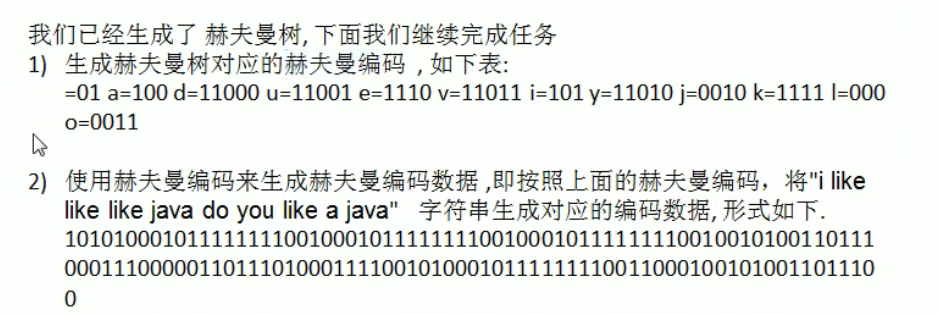 我们已经生成了 赫夫曼树, 下面我们继续完成任务
1) 生成赫夫曼树对应的赫夫曼编码 , 如下表:
=01 a=100 d=11000 u=11001 e=1110 v=11011 i=101 y=11010 j=0010 k=1111 l=000
o=0011
2) 使用赫夫曼编码来生成赫夫曼编码数据 ,即按照上面的赫夫曼编码，将"i like
like like java do you like a java" 字符串生成对应的编码数据, 形式如下.
101010001011111111001000101111111100100010111111110010010100110111
000111000001101110100011110010100010111111110011000100101001101110
0